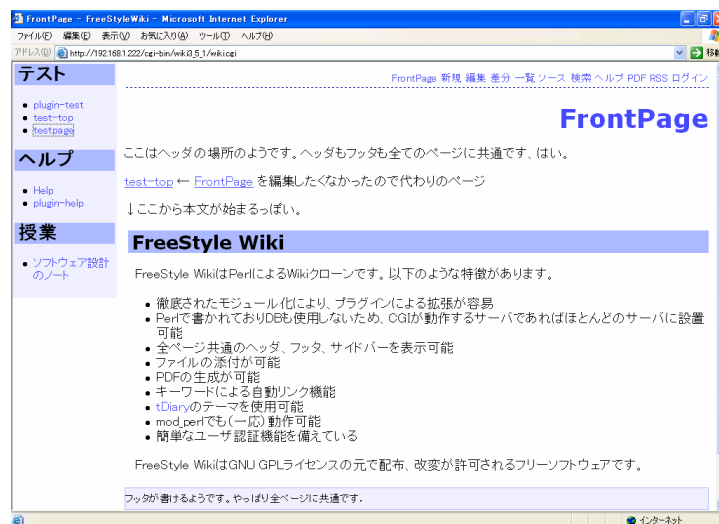 FrontPage - FreeStyleWiki - Microsoft Internet Explorer
ファイル(F) 編集(E) 表示(V) お気に入り(A) ツール(T) ヘルプ(H)
アドレス(D) http://192.168.1.222/cgi-bin/wiki3_5_1/wiki.cgi 移動
テスト
plugin-test
test-top
testpage
ヘルプ
Help
plugin-help
授業
ソフトウェア設計
のノート
FrontPage 新規 編集 差分 一覧 ソース 検索 ヘルプ PDF RSS ログイン
FrontPage
ここはヘッダの場所のようです。ヘッダもフッタも全てのページに共通です、はい。
test-top ← FrontPage を編集したくなかったので代わりのページ
↓ここから本文が始まるっぽい。
FreeStyle Wiki
FreeStyle WikiはPerlによるWikiクローンです。以下のような特徴があります。
徹底されたモジュール化により、プラグインによる拡張が容易
Perlで書かれておりDBも使用しないため、CGIが動作するサーバであればほとんどのサーバに設置
可能
全ページ共通のヘッダ、フッタ、サイドバーを表示可能
ファイルの添付が可能
PDFの生成が可能
キーワードによる自動リンク機能
tDiaryのテーマを使用可能
mod_perlでも(一応)動作可能
簡単なユーザ認証機能を備えている
FreeStyle WikiはGNU GPLライセンスの元で配布、改変が許可されるフリーソフトウェアです。
フッタが書けるようです。やっぱり全ページに共通です.
インターネット